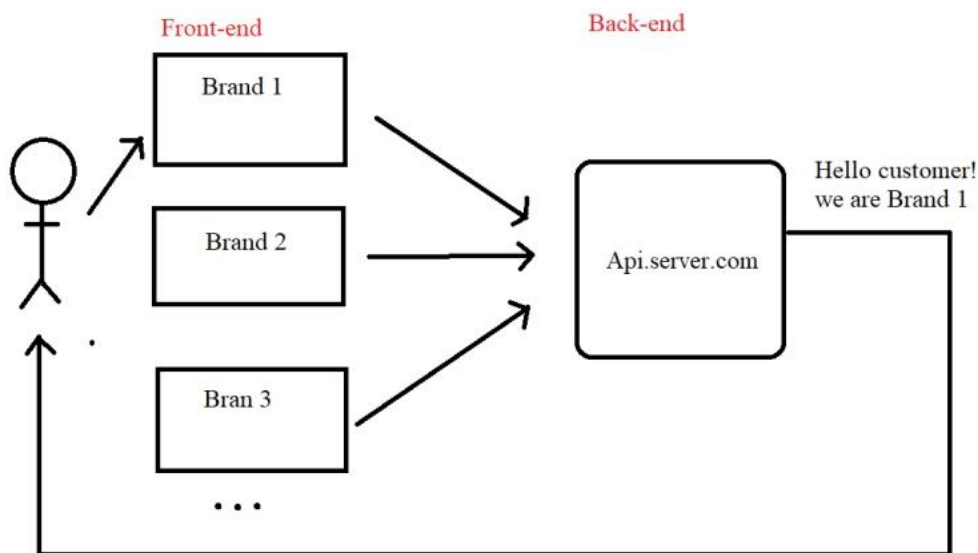 Front-end
Back-end
Brand 1
Brand 2
Bran 3
...
Api.server.com
Hello customer!
we are Brand 1